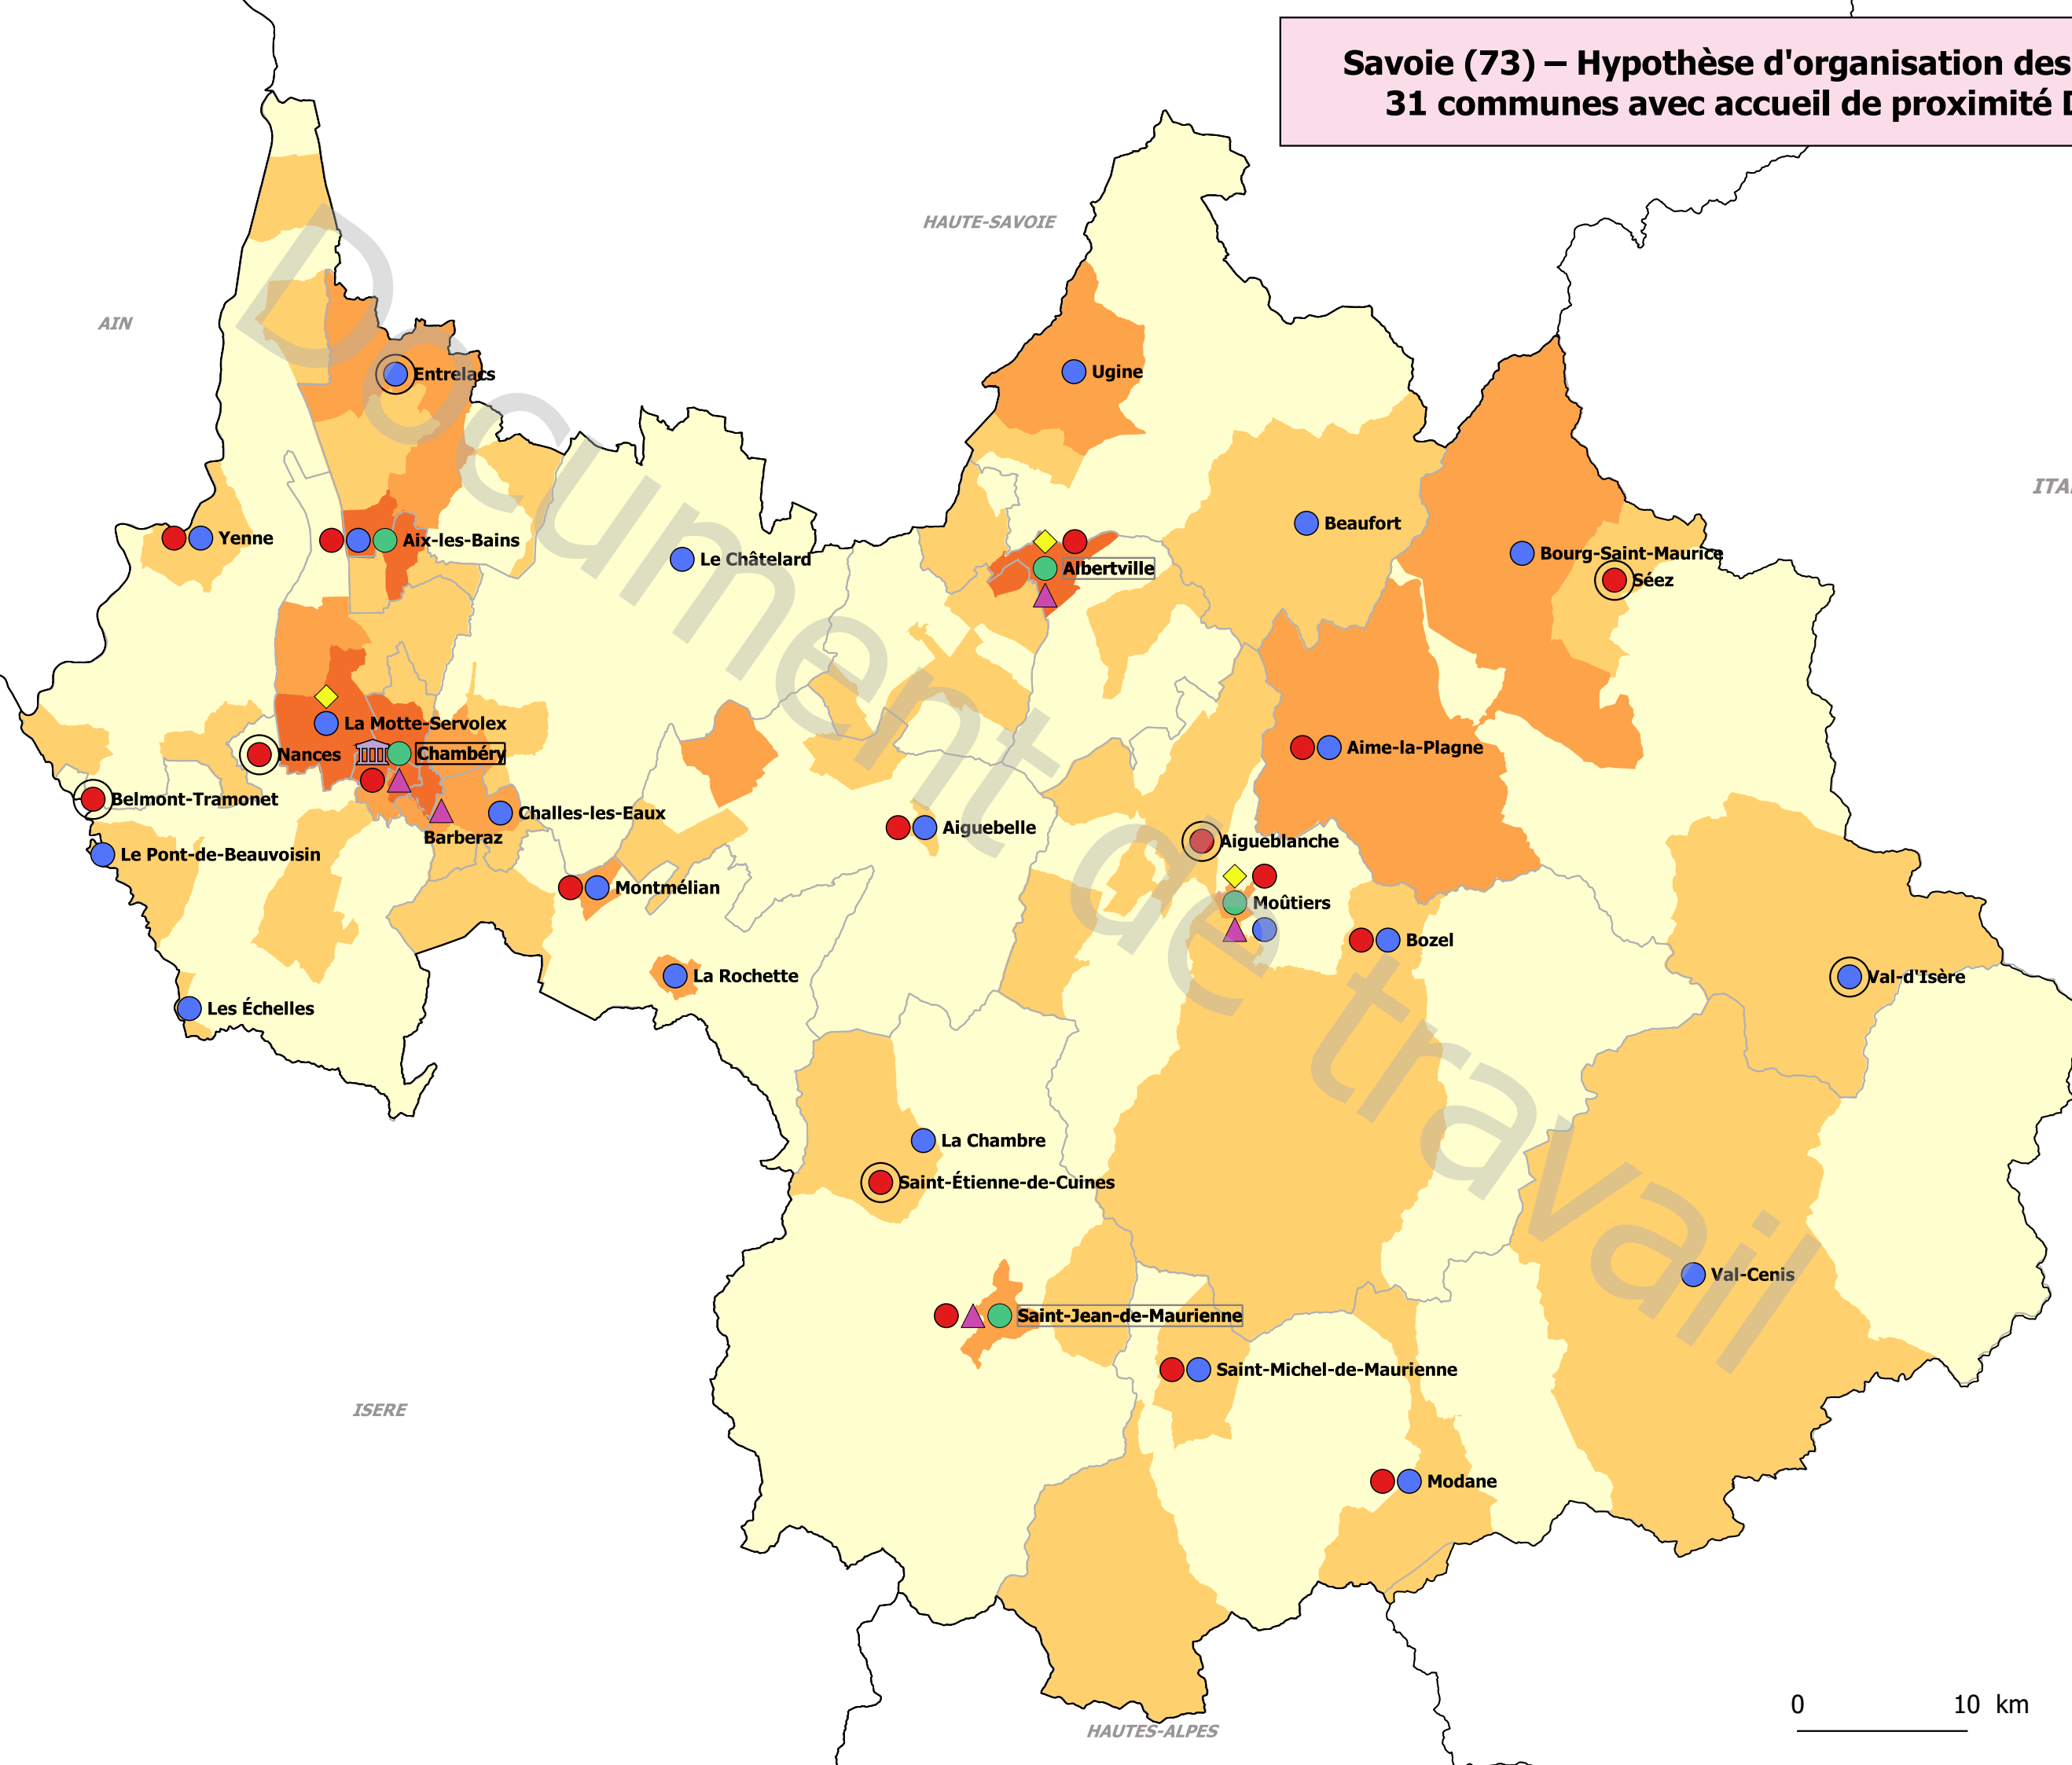 Savoie (73) – Hypothèse d'organisation des
31 communes avec accueil de proximité
HAUTE-SAVOIE
AIN
Entrelacs
Ugine
ITA
Beaufort
Yenne
Aix-les-Bains
Le Châtelard
Albertville
Bourg-Saint-Maurice
Séez
La Motte-Servolex
Nances
Chambéry
Aime-la-Plagne
Belmont-Tramonet
Challes-les-Eaux
Barberaz
Aiguebelle
Aigueblanche
Le Pont-de-Beauvoisin
Montmélian
Moûtiers
Bozel
La Rochette
Val-d'Isère
Les Échelles
La Chambre
Saint-Étienne-de-Cuines
Val-Cenis
Saint-Jean-de-Maurienne
Saint-Michel-de-Maurienne
ISERE
Modane
0 10 km
HAUTES-ALPES
Document de travail